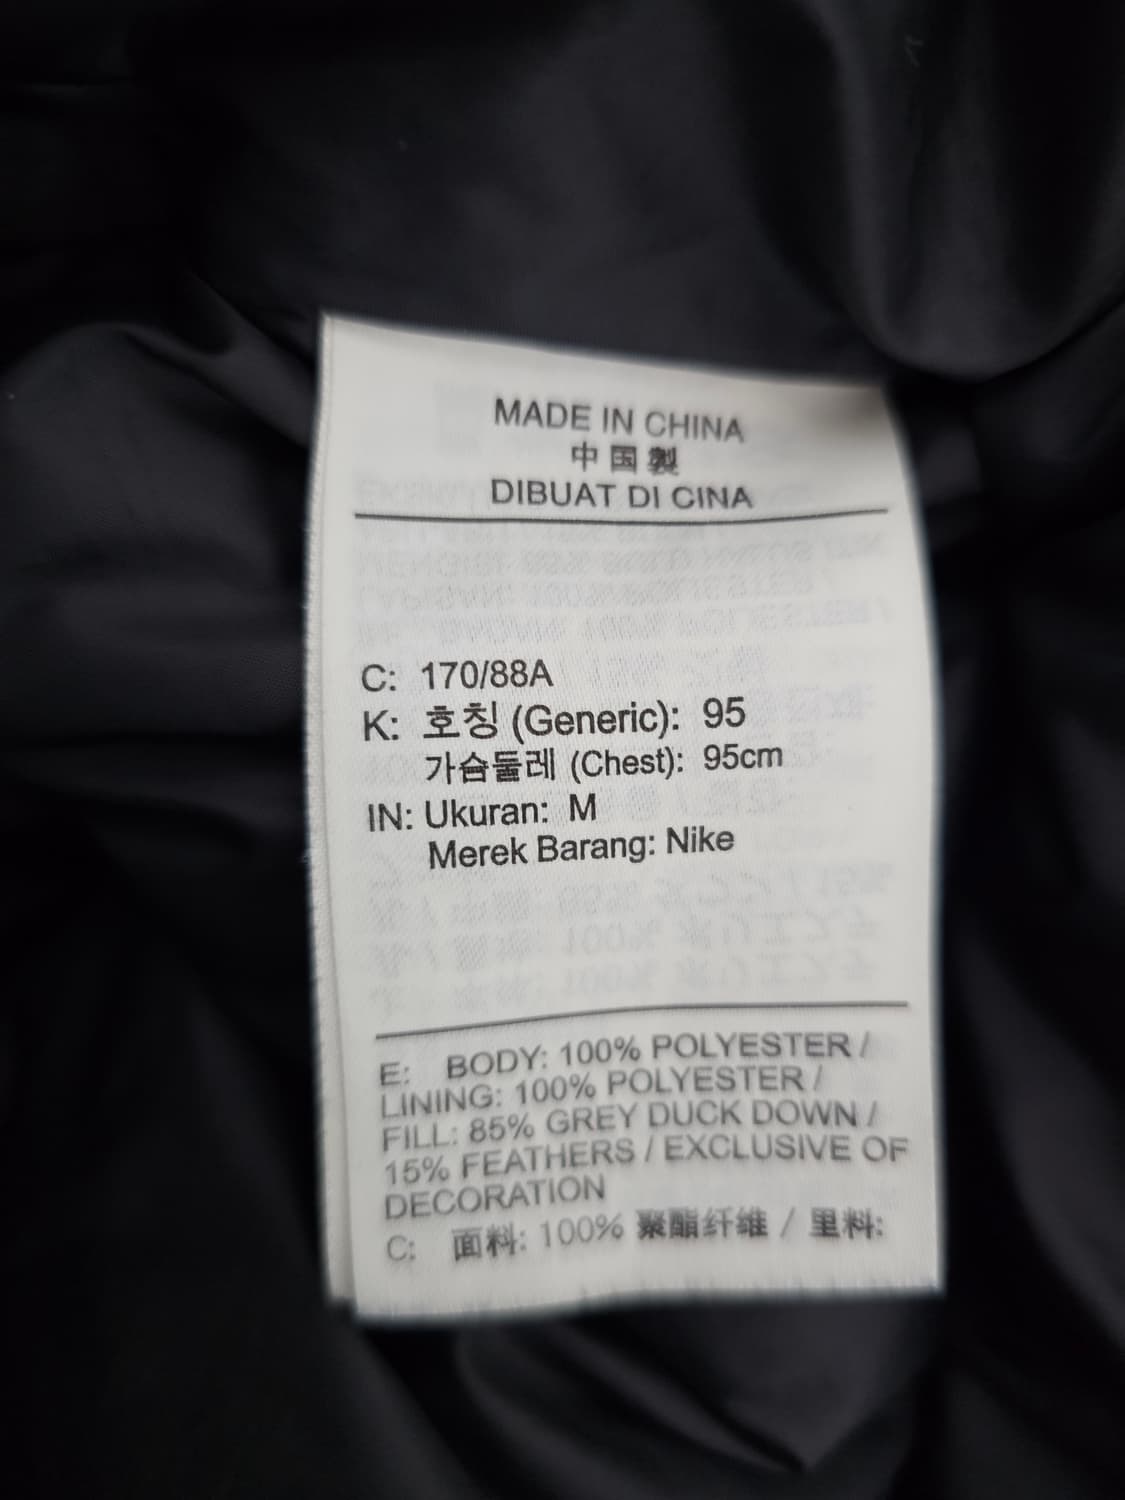 MADE IN CHINA
中国製
DIBUAT DI CINA
C: 170/88A
K: 호칭 (Generic): 95
가슴둘레 (Chest): 95cm
IN: Ukuran: M
Merek Barang: Nike
E: BODY: 100% POLYESTER /
LINING: 100% POLYESTER /
FILL: 85% GREY DUCK DOWN /
15% FEATHERS / EXCLUSIVE OF
DECORATION
C: 面料: 100% 聚酯纤维 / 里料: